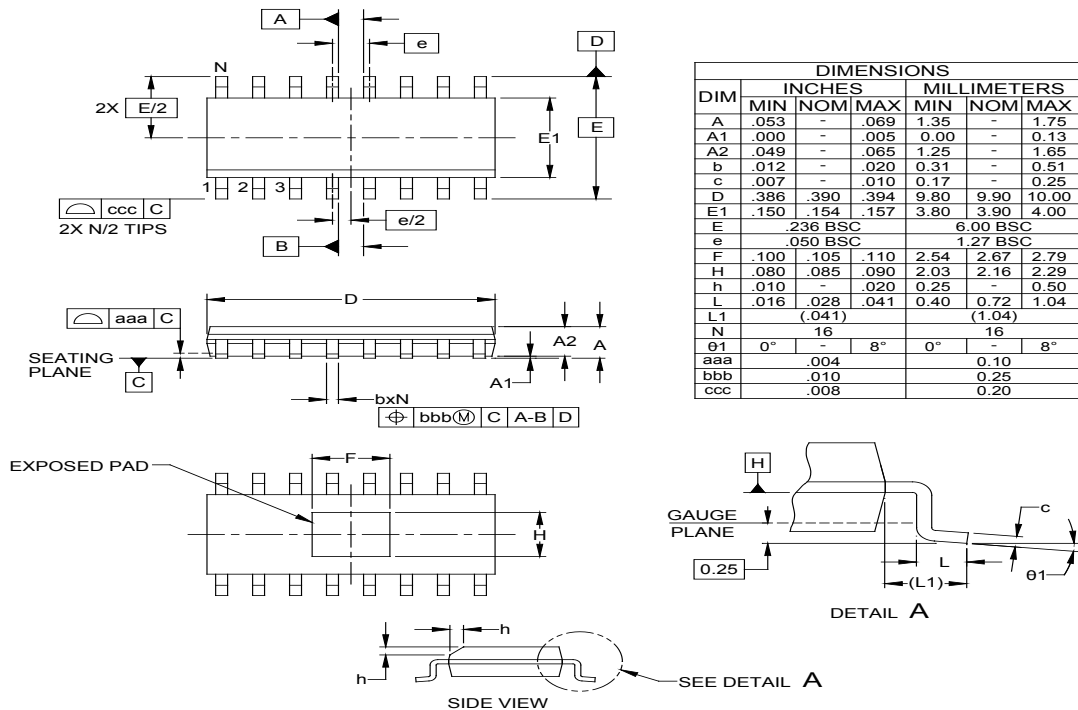 A
e
D
N
2X E/2
E1
E
1 2 3
⌓ ccc C
2X N/2 TIPS
e/2
B
D
⌓ aaa C
SEATING
PLANE
C
A2
A
A1
bxN
⌖ bbbⓂ C A-B D
EXPOSED PAD
F
H
h
h
SIDE VIEW
SEE DETAIL A
DIMENSIONS
DIM INCHES MILLIMETERS
MIN NOM MAX MIN NOM MAX
A .053 - .069 1.35 - 1.75
A1 .000 - .005 0.00 - 0.13
A2 .049 - .065 1.25 - 1.65
b .012 - .020 0.31 - 0.51
c .007 - .010 0.17 - 0.25
D .386 .390 .394 9.80 9.90 10.00
E1 .150 .154 .157 3.80 3.90 4.00
E .236 BSC 6.00 BSC
e .050 BSC 1.27 BSC
F .100 .105 .110 2.54 2.67 2.79
H .080 .085 .090 2.03 2.16 2.29
h .010 - .020 0.25 - 0.50
L .016 .028 .041 0.40 0.72 1.04
L1 (.041) (1.04)
N 16 16
θ1 0° - 8° 0° - 8°
aaa .004 0.10
bbb .010 0.25
ccc .008 0.20
H
GAUGE
PLANE
0.25
c
L
(L1)
θ1
DETAIL A